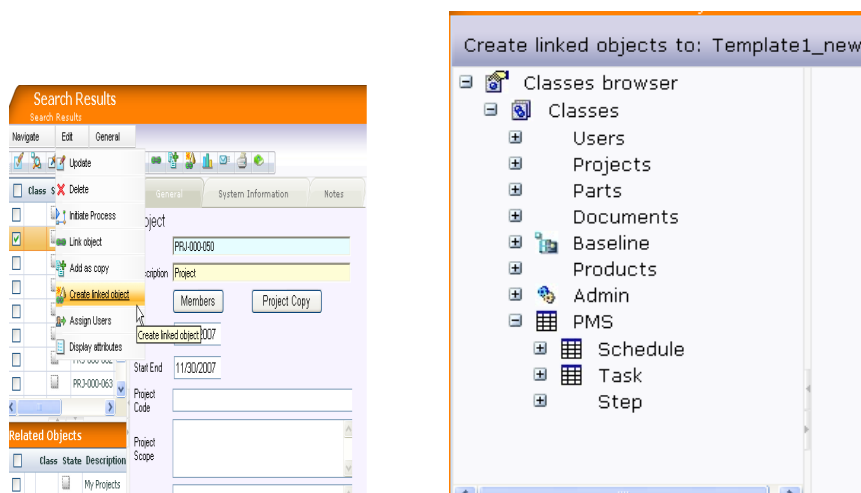 Search Results
Search Results
Navigate Edit General
Update
Class S Delete
General System Information Notes
Initiate Process
oject
Link object
PRJ-000-050
Add as copy
cription Project
Create linked object
Members Project Copy
Assign Users
Create linked object 2007
Display attributes
Start End 11/30/2007
PRJ-000-063
Project
Code
Related Objects
Project
Scope
Class State Description
My Projects
Create linked objects to: Template1_new
Classes browser
Classes
Users
Projects
Parts
Documents
Baseline
Products
Admin
PMS
Schedule
Task
Step